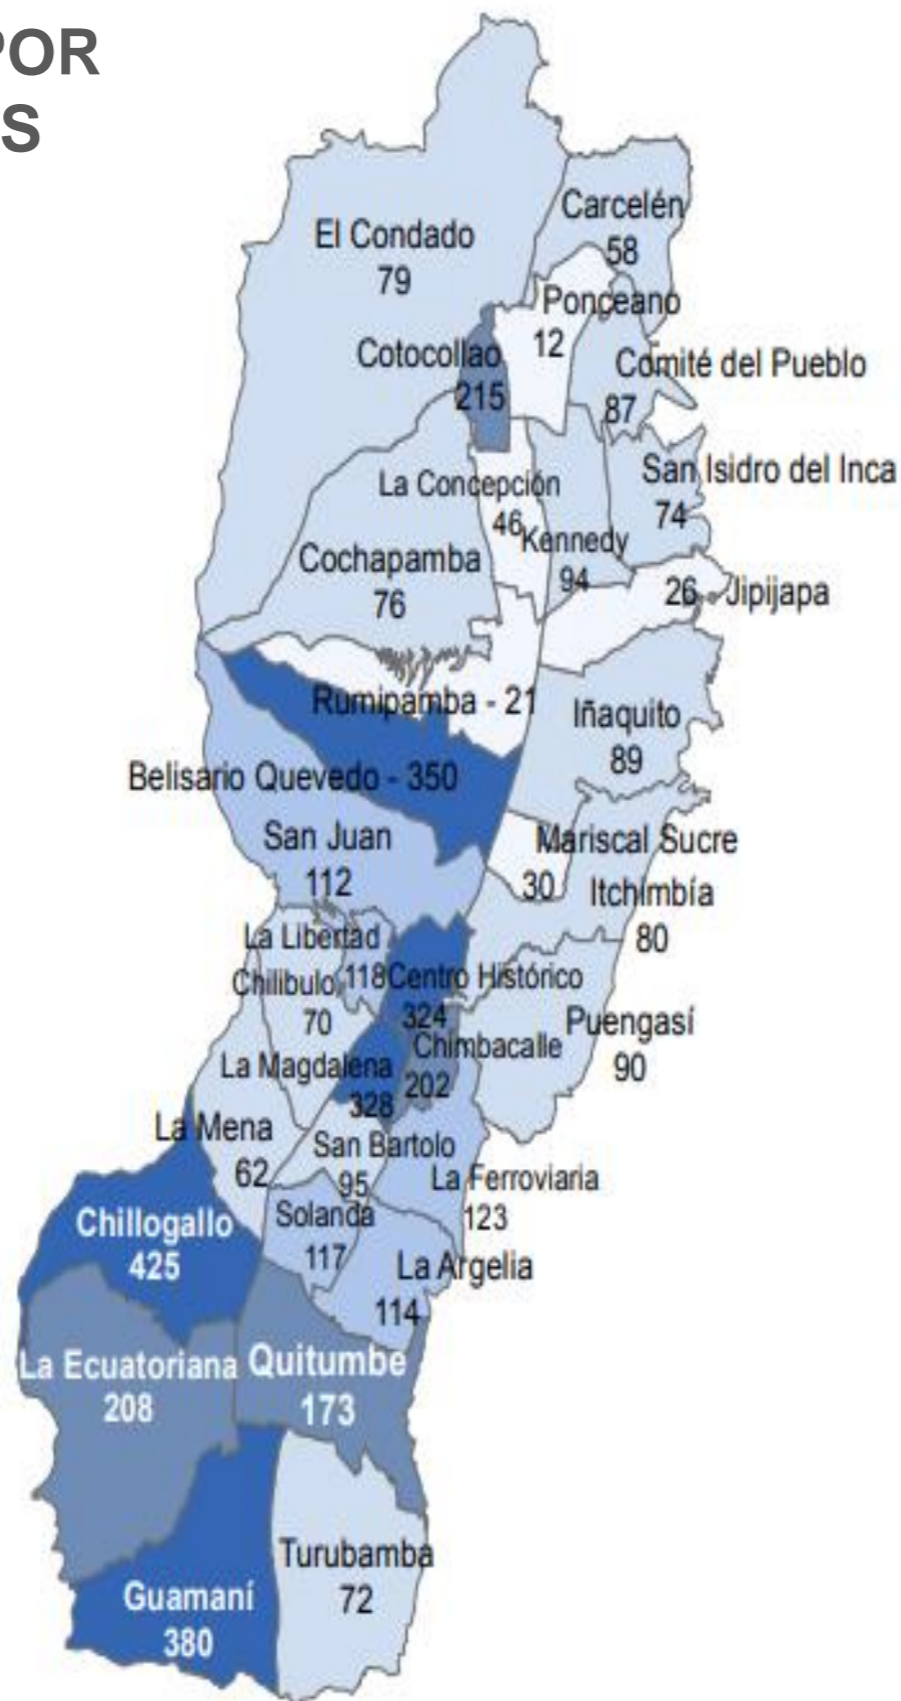 POR
S
El Condado
79
Carcelén
58
Ponceano
12
Cotocollao
215
Comité del Pueblo
87
La Concepción
46
San Isidro del Inca
74
Kennedy
94
Cochapamba
76
26 - Jipijapa
Rumipamba - 21
Iñaquito
89
Belisario Quevedo - 350
San Juan
112
Mariscal Sucre
30
Itchimbía
80
La Libertad
118
Centro Histórico
324
Chilibulo
70
Puengasí
90
Chimbacalle
202
La Magdalena
328
La Mena
62
San Bartolo
95
La Ferroviaria
123
Chillogallo
425
Solanda
117
La Argelia
114
La Ecuatoriana
208
Quitumbe
173
Turubamba
72
Guamaní
380